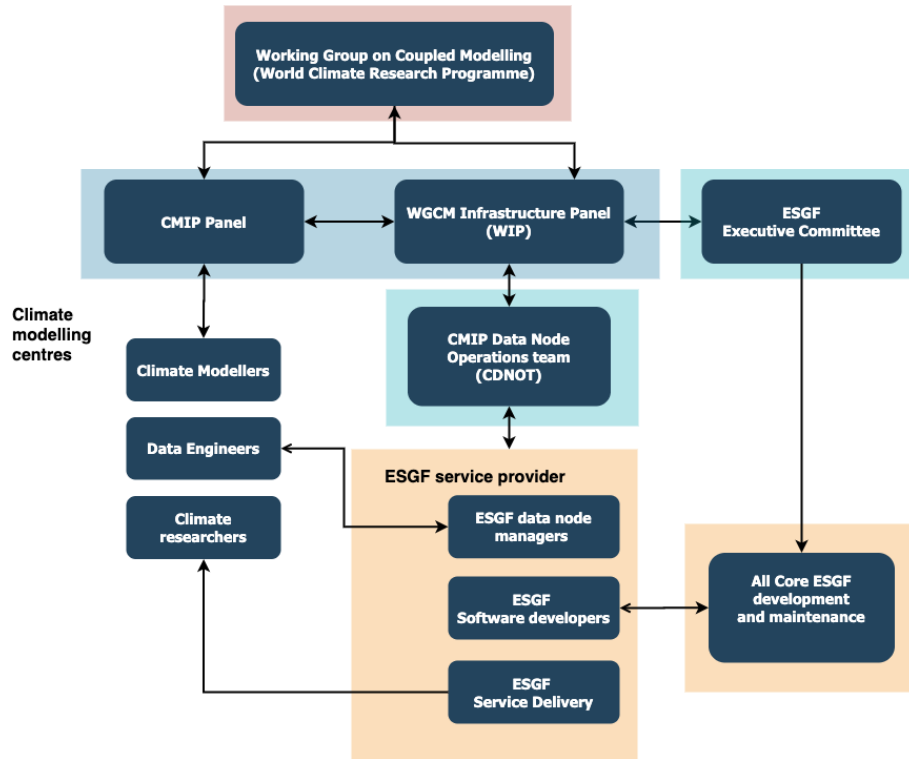 Working Group on Coupled Modelling
(World Climate Research Programme)
CMIP Panel
WGCM Infrastructure Panel
(WIP)
ESGF
Executive Committee
Climate
modelling
centres
CMIP Data Node
Operations team
(CDNOT)
Climate Modellers
Data Engineers
Climate
researchers
ESGF service provider
ESGF data node
managers
ESGF
Software developers
ESGF
Service Delivery
All Core ESGF
development
and maintenance